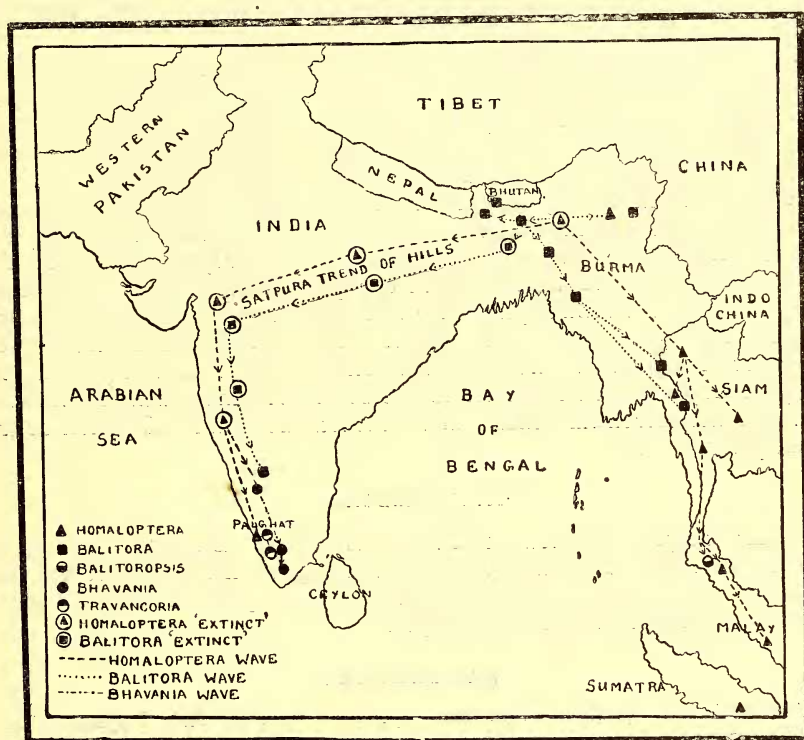 TIBET
CHINA
WESTERN
PAKISTAN
NEPAL
BHUTAN
INDIA
SATPURA TREND OF HILLS
BURMA
INDO
CHINA
SIAM
ARABIAN
SEA
BAY
OF
BENGAL
PALGHAT
CEYLON
MALAY
SUMATRA
HOMALOPTERA
BALITORA
BALITOROPSIS
BHAVANIA
TRAVANCORIA
HOMALOPTERA 'EXTINCT'
BALITORA 'EXTINCT'
HOMALOPTERA WAVE
BALITORA WAVE
BHAVANIA WAVE